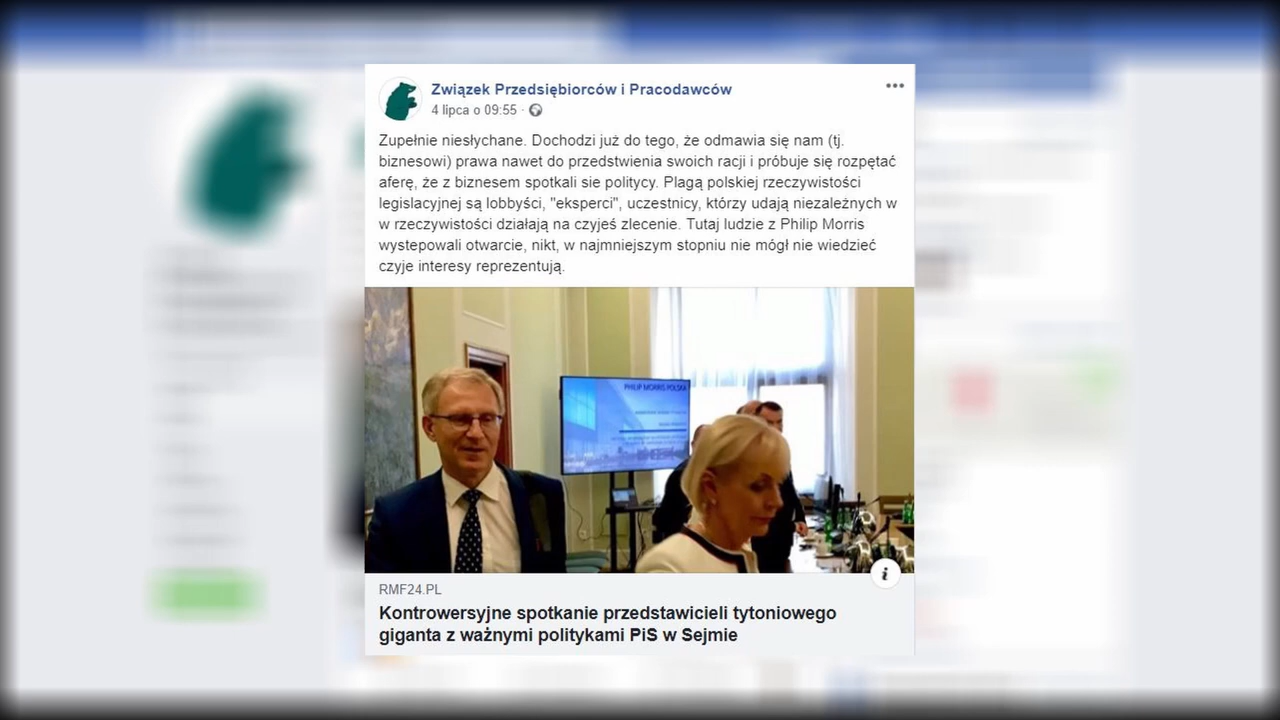 Związek Przedsiębiorców i Pracodawców
4 lipca o 09:55 ·
Zupełnie niesłychane. Dochodzi już do tego, że odmawia się nam (tj.
biznesowi) prawa nawet do przedstwienia swoich racji i próbuje się rozpętać
aferę, że z biznesem spotkali sie politycy. Plagą polskiej rzeczywistości
legislacyjnej są lobbyści, "eksperci", uczestnicy, którzy udają niezależnych w
w rzeczywistości działają na czyjeś zlecenie. Tutaj ludzie z Philip Morris
wystepowali otwarcie, nikt, w najmniejszym stopniu nie mógł nie wiedzieć
czyje interesy reprezentują.
PHILIP MORRIS POLSKA
RMF24.PL
Kontrowersyjne spotkanie przedstawicieli tytoniowego
giganta z ważnymi politykami PiS w Sejmie